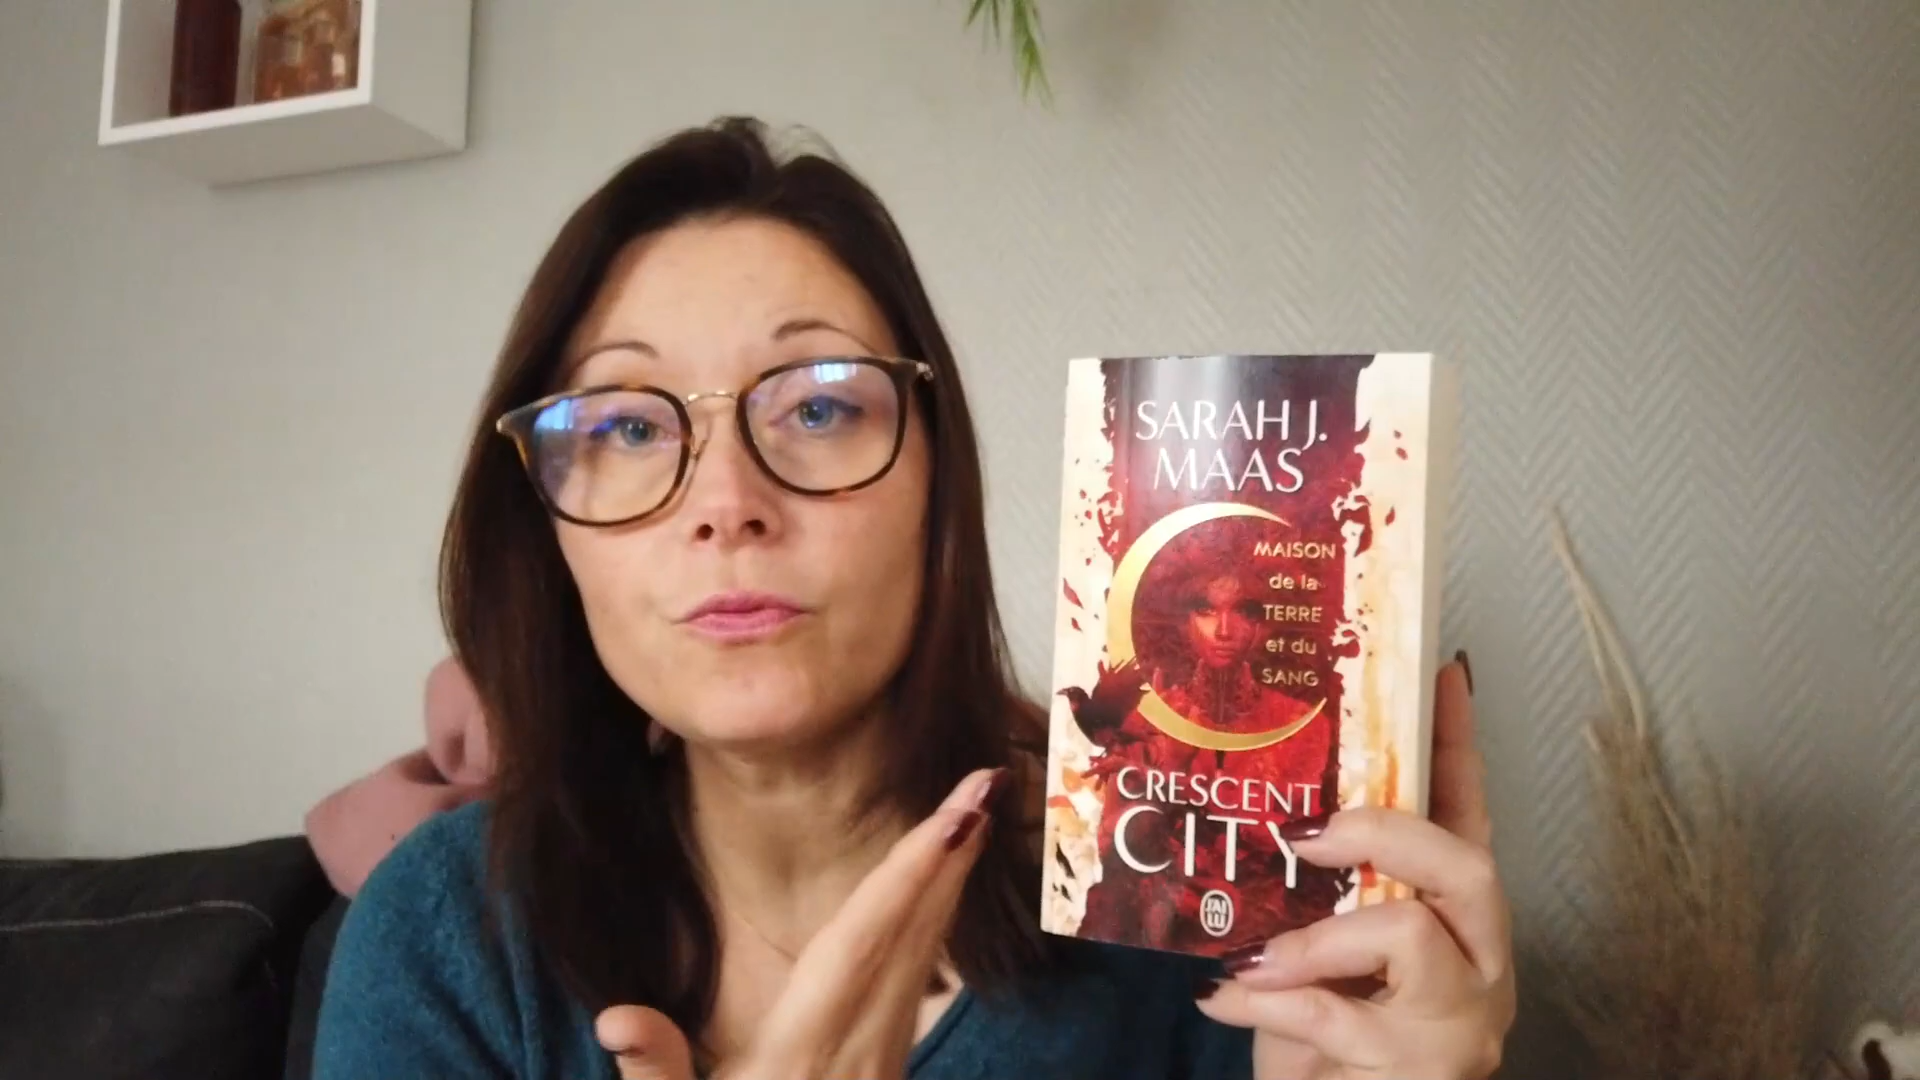 SARAH J.
MAAS
MAISON
de la
TERRE
et du
SANG
CRESCENT
CITY
J'AI
LU